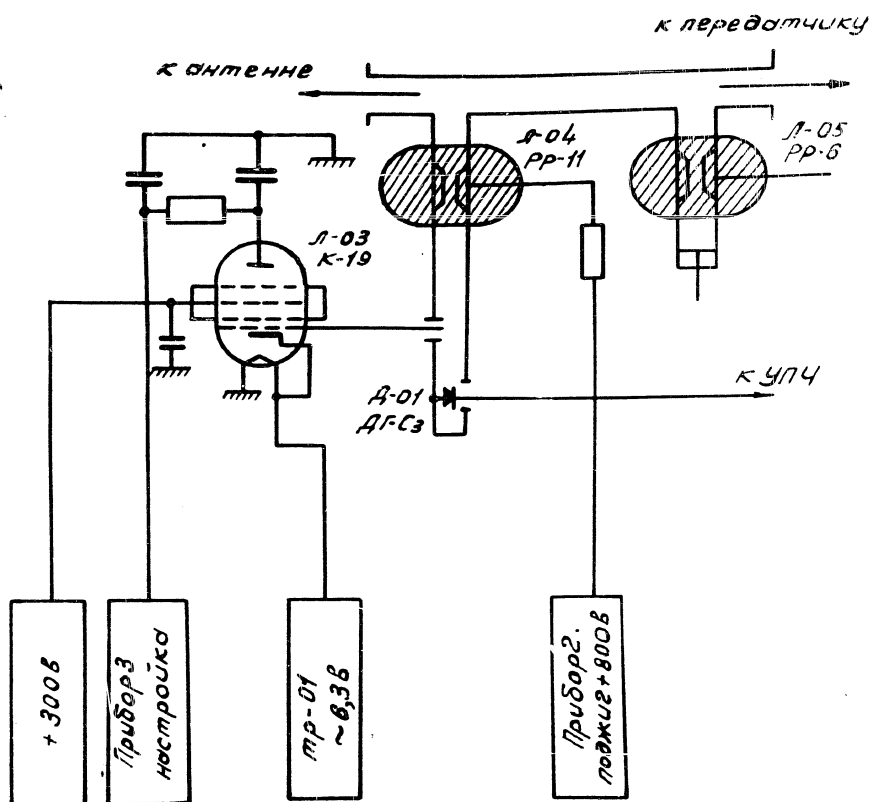 к передатчику
к антенне
Л-04
РР-11
Л-05
РР-6
Л-03
К-19
Д-01
ДГ-С3
к УПЧ
+300в
Прибор3
настройка
тр-01
~6,3в
Прибор2.
поджиг+800в